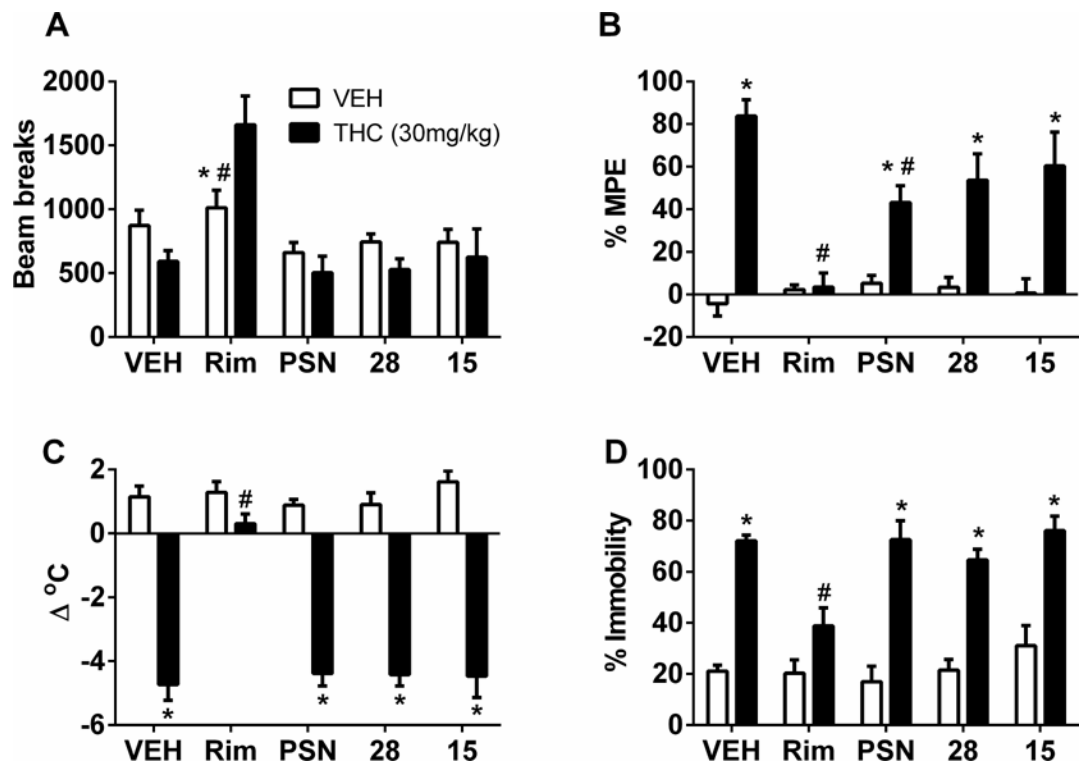 A
Beam breaks
2000
1500
1000
500
0
VEH
THC (30mg/kg)
* #
VEH Rim PSN 28 15
B
% MPE
100
80
60
40
20
0
-20
*
#
* #
*
*
VEH Rim PSN 28 15
C
Δ °C
2
0
-2
-4
-6
#
*
*
*
*
VEH Rim PSN 28 15
D
% Immobility
100
80
60
40
20
0
*
#
*
*
*
VEH Rim PSN 28 15